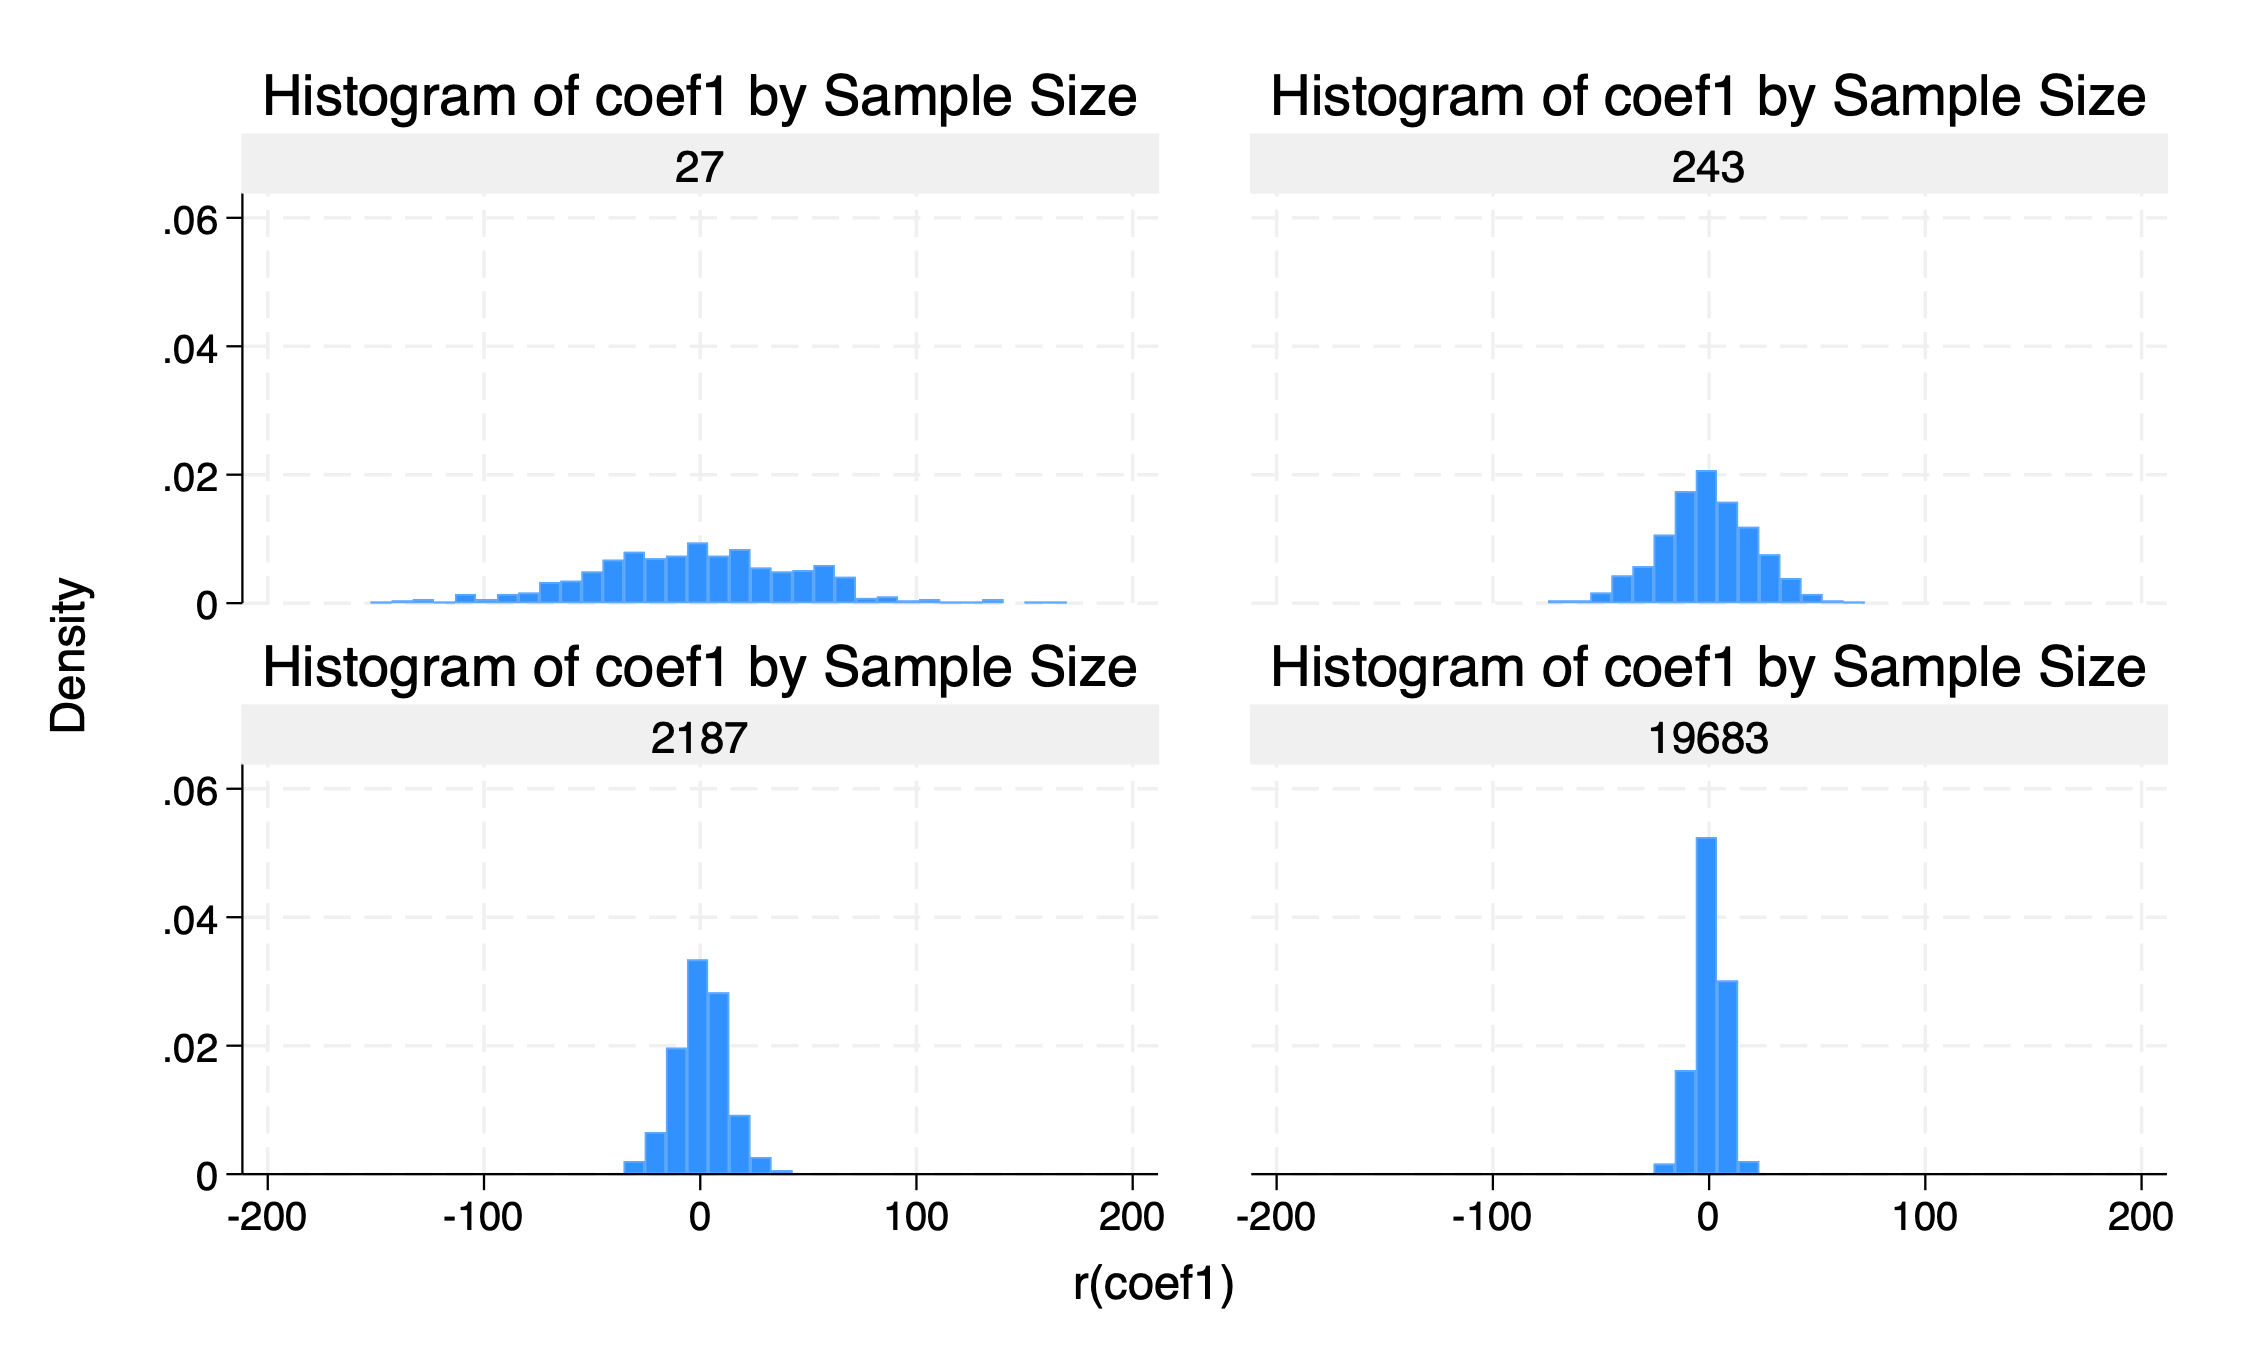 Histogram of coef1 by Sample Size
27
Histogram of coef1 by Sample Size
243
.06
.04
.02
0
Density
Histogram of coef1 by Sample Size
2187
Histogram of coef1 by Sample Size
19683
.06
.04
.02
0
-200 -100 0 100 200
-200 -100 0 100 200
r(coef1)